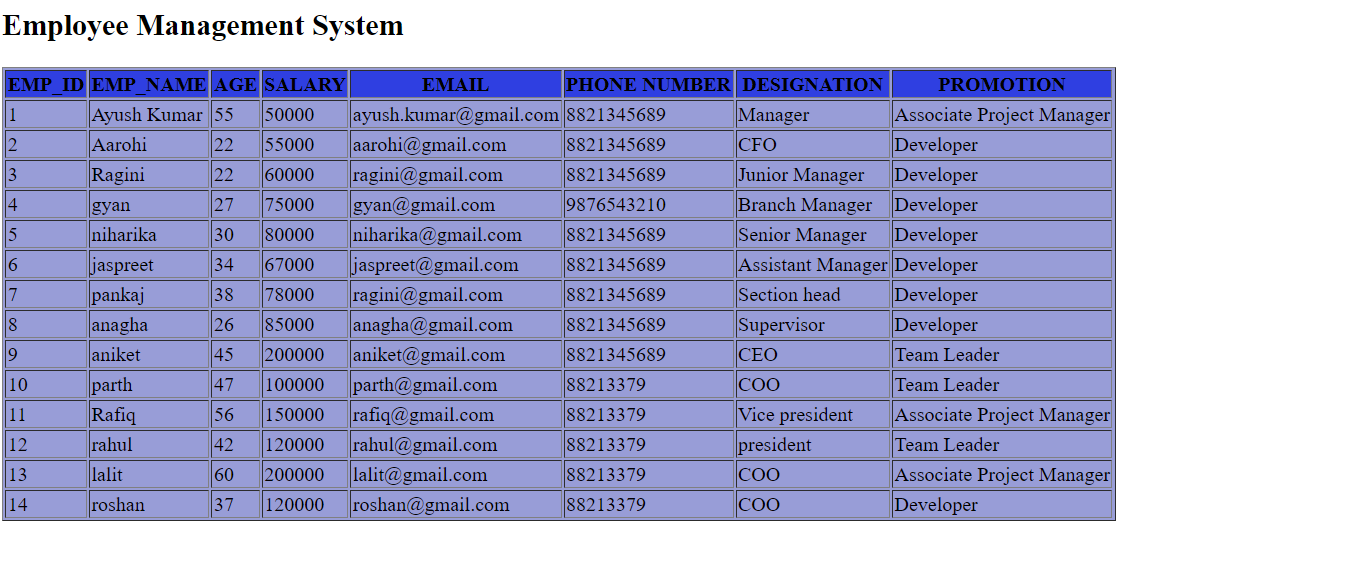 Employee Management System
EMP_ID EMP_NAME AGE SALARY EMAIL PHONE NUMBER DESIGNATION PROMOTION
1 Ayush Kumar 55 50000 ayush.kumar@gmail.com 8821345689 Manager Associate Project Manager
2 Aarohi 22 55000 aarohi@gmail.com 8821345689 CFO Developer
3 Ragini 22 60000 ragini@gmail.com 8821345689 Junior Manager Developer
4 gyan 27 75000 gyan@gmail.com 9876543210 Branch Manager Developer
5 niharika 30 80000 niharika@gmail.com 8821345689 Senior Manager Developer
6 jaspreet 34 67000 jaspreet@gmail.com 8821345689 Assistant Manager Developer
7 pankaj 38 78000 ragini@gmail.com 8821345689 Section head Developer
8 anagha 26 85000 anagha@gmail.com 8821345689 Supervisor Developer
9 aniket 45 200000 aniket@gmail.com 8821345689 CEO Team Leader
10 parth 47 100000 parth@gmail.com 88213379 COO Team Leader
11 Rafiq 56 150000 rafiq@gmail.com 88213379 Vice president Associate Project Manager
12 rahul 42 120000 rahul@gmail.com 88213379 president Team Leader
13 lalit 60 200000 lalit@gmail.com 88213379 COO Associate Project Manager
14 roshan 37 120000 roshan@gmail.com 88213379 COO Developer